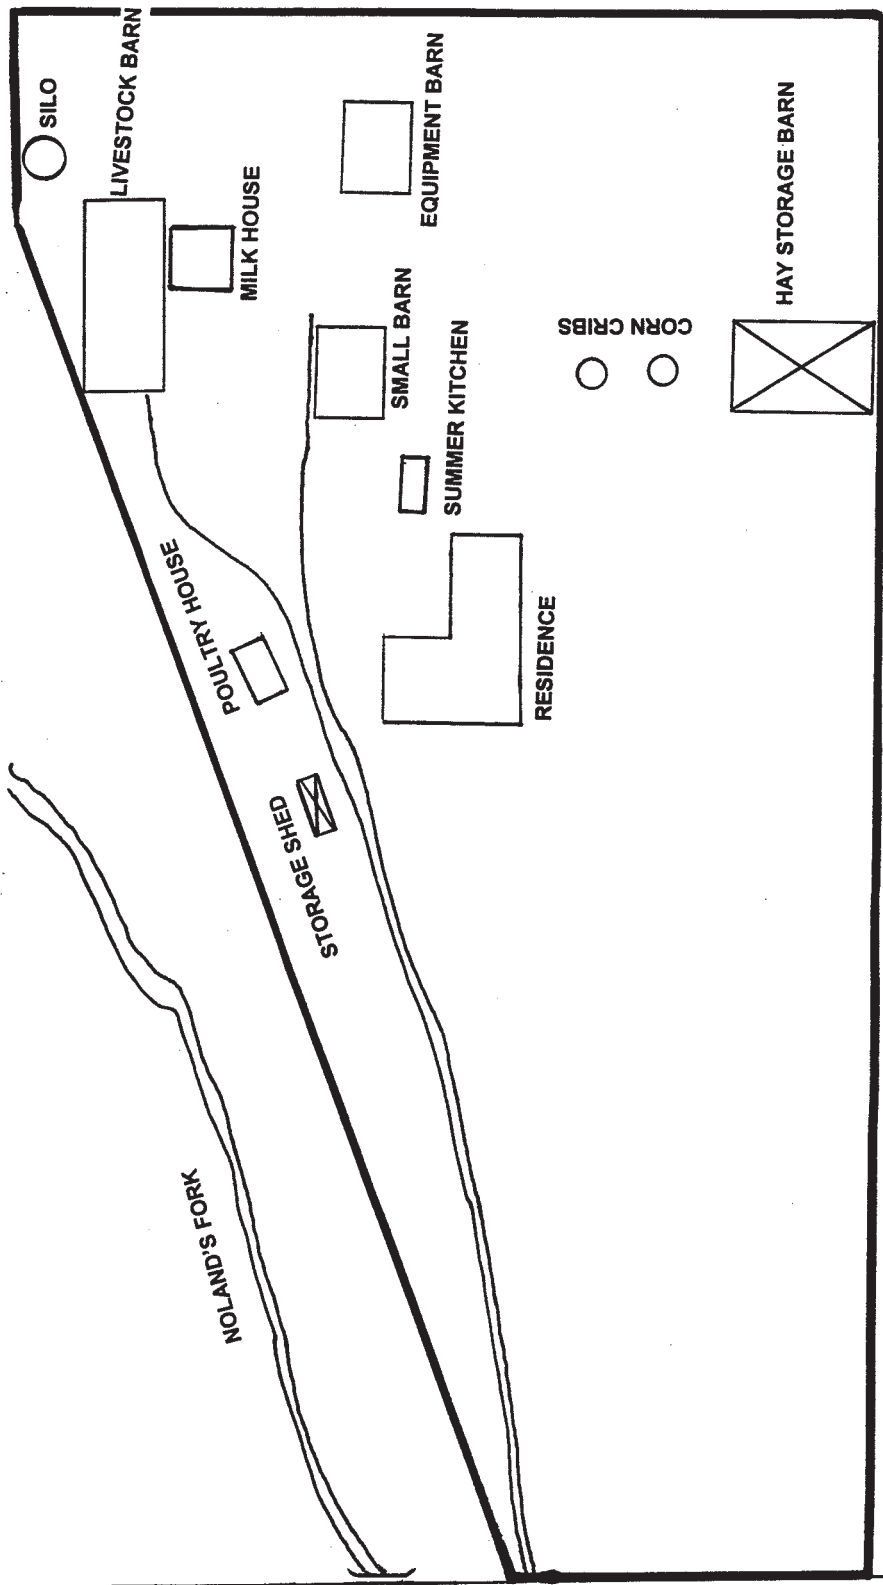 SILO
LIVESTOCK BARN
MILK HOUSE
EQUIPMENT BARN
SMALL BARN
SUMMER KITCHEN
CORN CRIBS
HAY STORAGE BARN
POULTRY HOUSE
RESIDENCE
STORAGE SHED
NOLAND'S FORK